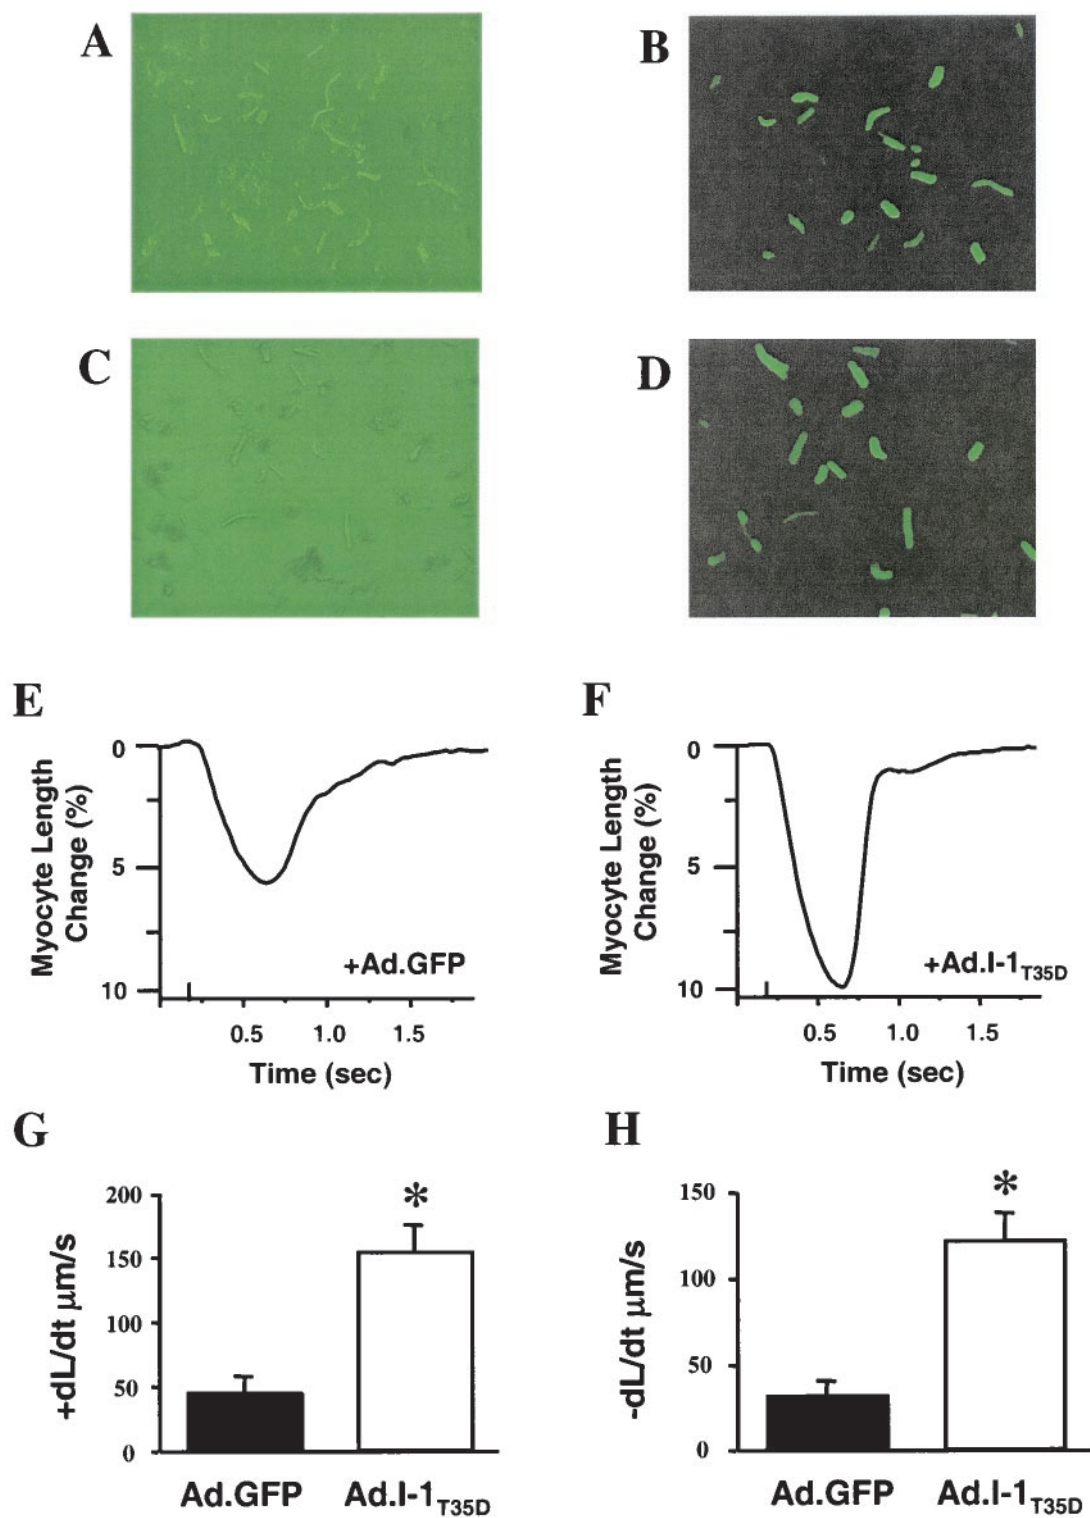 A
B
C
D
E
F
0
5
10
Myocyte Length
Change (%)
+Ad.GFP
0.5 1.0 1.5
Time (sec)
0
5
10
Myocyte Length
Change (%)
+Ad.I-1T35D
0.5 1.0 1.5
Time (sec)
G
H
200
150
100
50
0
+dL/dt µm/s
*
Ad.GFP Ad.I-1T35D
150
100
50
0
-dL/dt µm/s
*
Ad.GFP Ad.I-1T35D